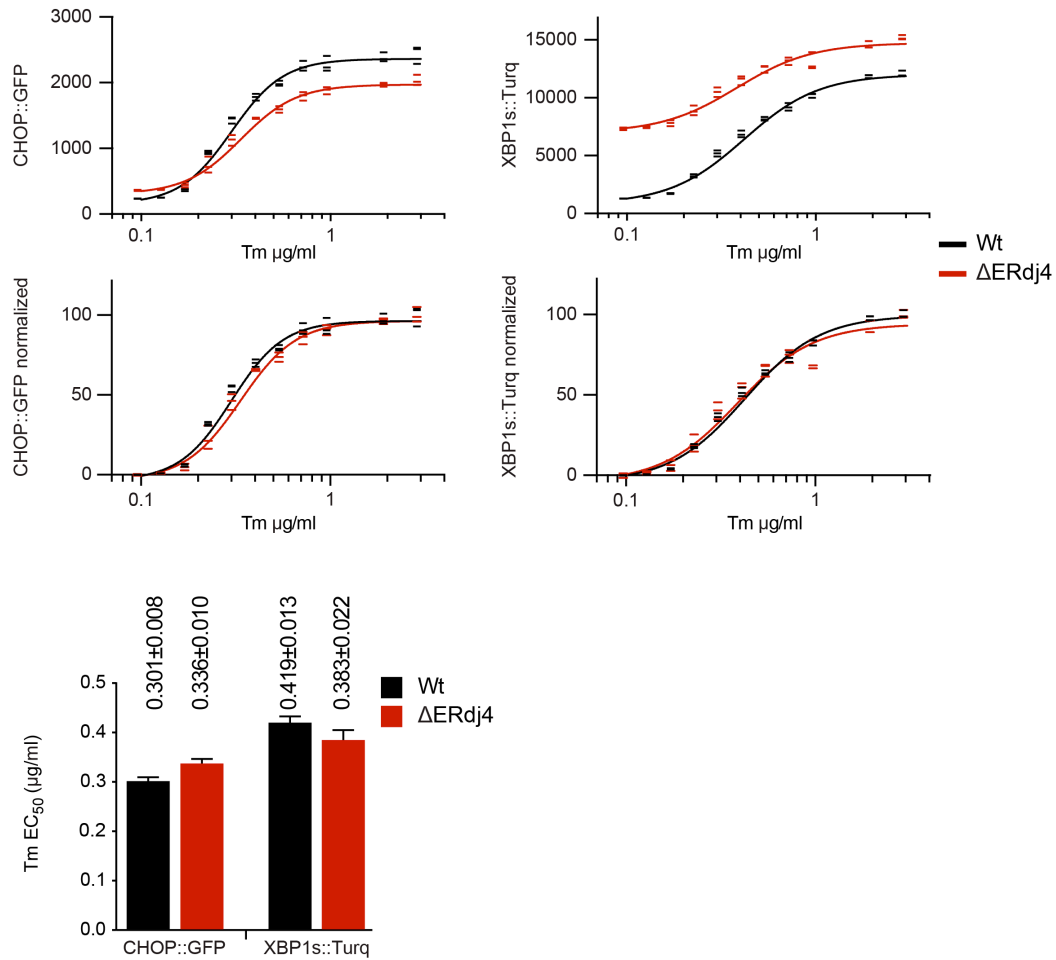 CHOP::GFP
3000
2000
1000
0
0.1
1
Tm µg/ml
XBP1s::Turq
15000
10000
5000
0
0.1
1
Tm µg/ml
Wt
ΔERdj4
CHOP::GFP normalized
100
50
0
0.1
1
Tm µg/ml
XBP1s::Turq normalized
100
50
0
0.1
1
Tm µg/ml
0.301±0.008
0.336±0.010
0.419±0.013
0.383±0.022
Wt
ΔERdj4
Tm EC50 (µg/ml)
0.5
0.4
0.3
0.2
0.1
0.0
CHOP::GFP
XBP1s::Turq